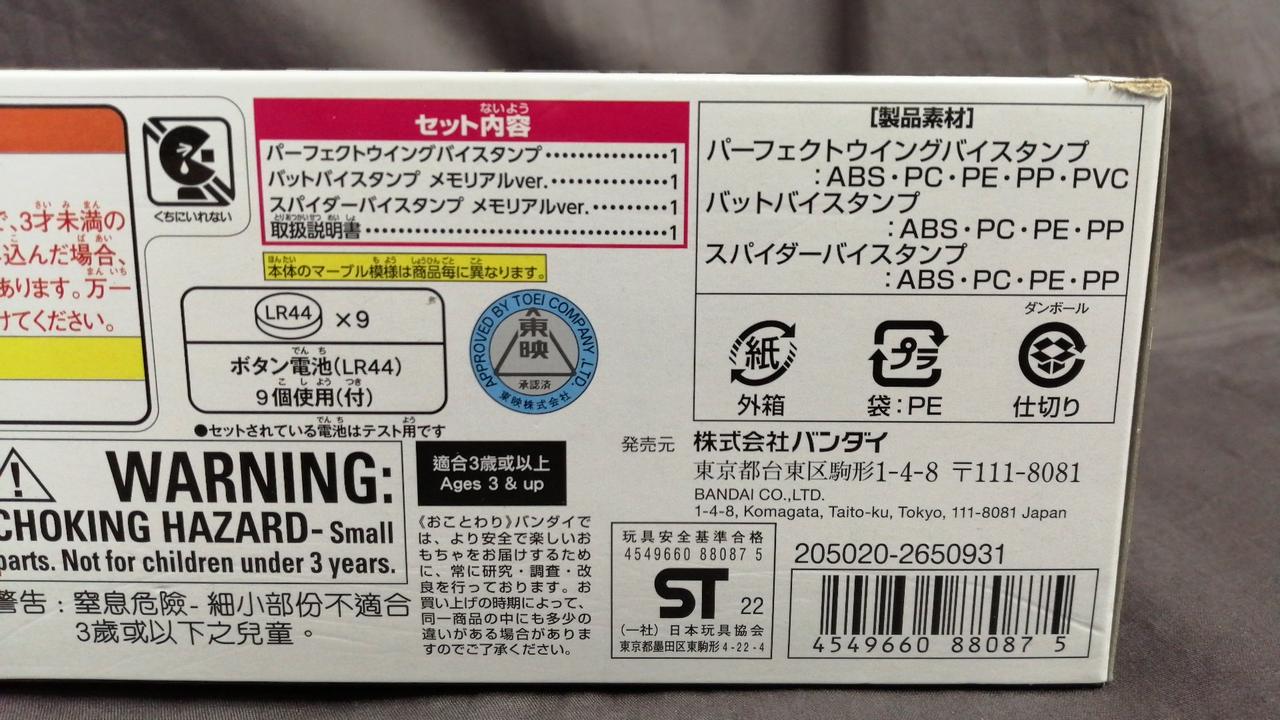 で、3才未満の
込んだ場合、
あります。万一
けてください。
くちにいれない
セット内容
パーフェクトウイングバイスタンプ……………1
バットバイスタンプ メモリアルver.…………1
スパイダーバイスタンプ メモリアルver.………1
取扱説明書………………………………1
本体のマーブル模様は商品毎に異なります。
LR44 ×9
ボタン電池(LR44)
9個使用(付)
●セットされている電池はテスト用です
APPROVED BY TOEI COMPANY, LTD.
東映
承認済
東映株式会社
[製品素材]
パーフェクトウイングバイスタンプ
:ABS・PC・PE・PP・PVC
バットバイスタンプ
:ABS・PC・PE・PP
スパイダーバイスタンプ
:ABS・PC・PE・PP
紙
外箱
プラ
袋:PE
ダンボール
仕切り
WARNING:
CHOKING HAZARD- Small
parts. Not for children under 3 years.
警告:窒息危險-細小部份不適合
3歲或以下之兒童。
適合3歲或以上
Ages 3 & up
《おことわり》バンダイで
は、より安全で楽しいお
もちゃをお届けするため
に、常に研究・調査・改
良を行っております。お
買い上げの時期によって、
同一商品の中にも多少の
違いがある場合がありま
すのでご了承ください。
発売元 株式会社バンダイ
東京都台東区駒形1-4-8 〒111-8081
BANDAI CO.,LTD.
1-4-8, Komagata, Taito-ku, Tokyo, 111-8081 Japan
玩具安全基準合格
4549660 88087 5
ST 22
(一社)日本玩具協会
東京都墨田区東駒形4-22-4
205020-2650931
4549660 880875